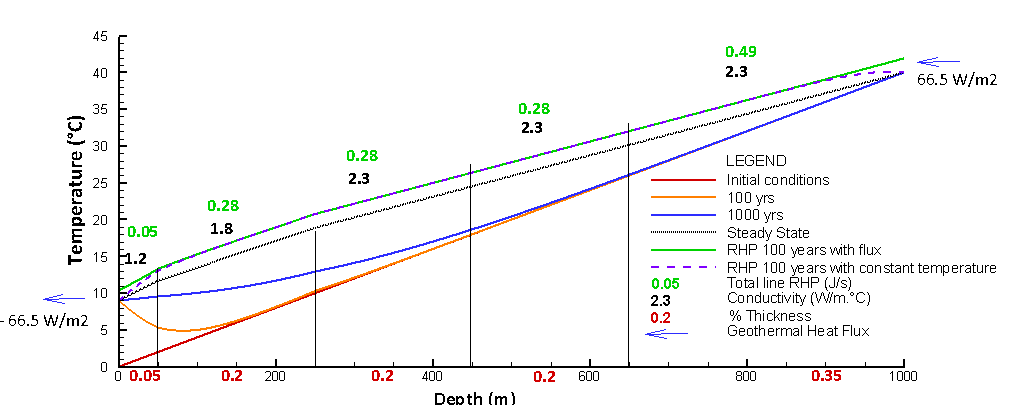 45
40
35
30
25
20
15
10
5
0
Temperature (°C)
0.05
1.2
0.28
1.8
0.28
2.3
0.28
2.3
0.49
2.3
66.5 W/m2
- 66.5 W/m2
LEGEND
Initial conditions
100 yrs
1000 yrs
Steady State
RHP 100 years with flux
RHP 100 years with constant temperature
0.05 Total line RHP (J/s)
2.3 Conductivity (W/m.°C)
0.2 % Thickness
Geothermal Heat Flux
0 0.05 200 0.2 0.2 400 0.2 600 800 0.35 1000
Depth (m)